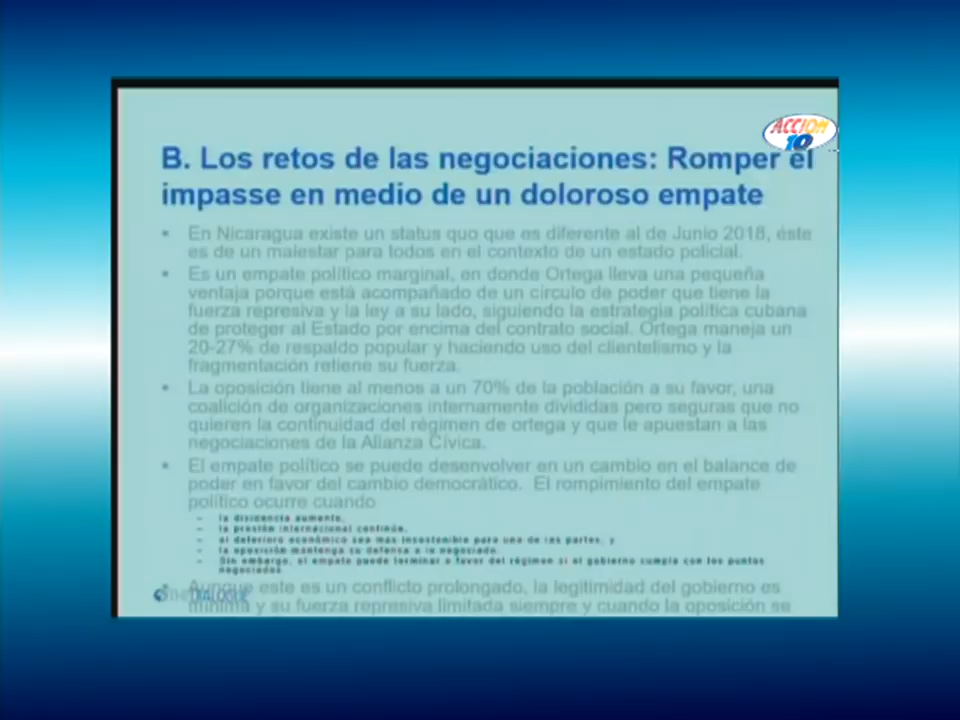 ACCION
10
B. Los retos de las negociaciones: Romper el
impasse en medio de un doloroso empate
• En Nicaragua existe un status quo que es diferente al de Junio 2018, éste
es de un malestar para todos en el contexto de un estado policial.
• Es un empate político marginal, en donde Ortega lleva una pequeña
ventaja porque está acompañado de un círculo de poder que tiene la
fuerza represiva y la ley a su lado, siguiendo la estrategia política cubana
de proteger al Estado por encima del contrato social. Ortega maneja un
20-27% de respaldo popular y haciendo uso del clientelismo y la
fragmentación retiene su fuerza.
• La oposición tiene al menos a un 70% de la población a su favor, una
coalición de organizaciones internamente divididas pero seguras que no
quieren la continuidad del régimen de ortega y que le apuestan a las
negociaciones de la Alianza Cívica.
• El empate político se puede desenvolver en un cambio en el balance de
poder en favor del cambio democrático. El rompimiento del empate
político ocurre cuando
– la disidencia aumente,
– la presión internacional continúe,
– el deterioro económico sea mas insostenible para una de las partes, y
– la oposición mantenga su defensa a lo negociado.
– Sin embargo, el empate puede terminar a favor del régimen si el gobierno cumple con los puntos
negociados
• Aunque este es un conflicto prolongado, la legitimidad del gobierno es
mínima y su fuerza represiva limitada siempre y cuando la oposición se
THE DIALOGUE